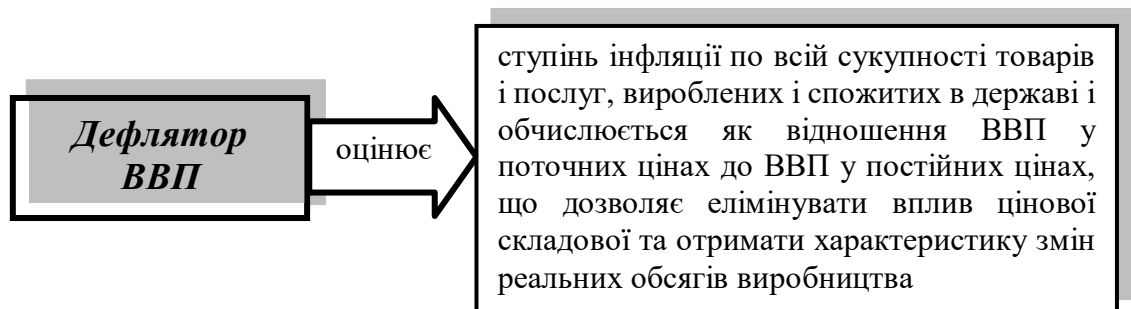 Дефлятор
ВВП
оцінює
ступінь інфляції по всій сукупності товарів
і послуг, вироблених і спожитих в державі і
обчислюється як відношення ВВП у
поточних цінах до ВВП у постійних цінах,
що дозволяє елімінувати вплив цінової
складової та отримати характеристику змін
реальних обсягів виробництва